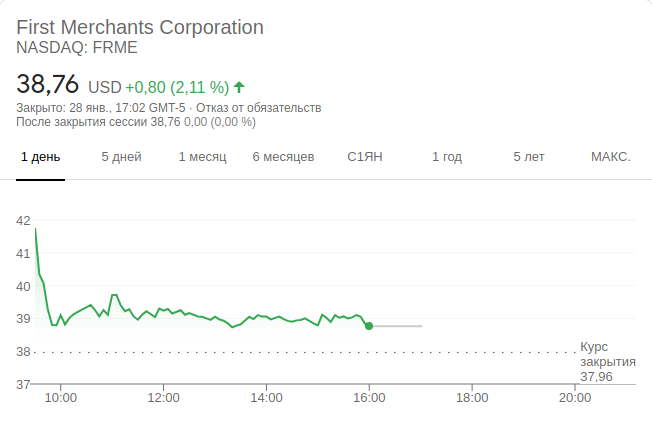 First Merchants Corporation
NASDAQ: FRME
38,76 USD +0,80 (2,11 %)
Закрыто: 28 янв., 17:02 GMT-5 · Отказ от обязательств
После закрытия сессии 38,76 0,00 (0,00 %)
1 день 5 дней 1 месяц 6 месяцев С1ЯН 1 год 5 лет МАКС.
42
41
40
39
38
Курс
закрытия
37,96
37
10:00 12:00 14:00 16:00 18:00 20:00